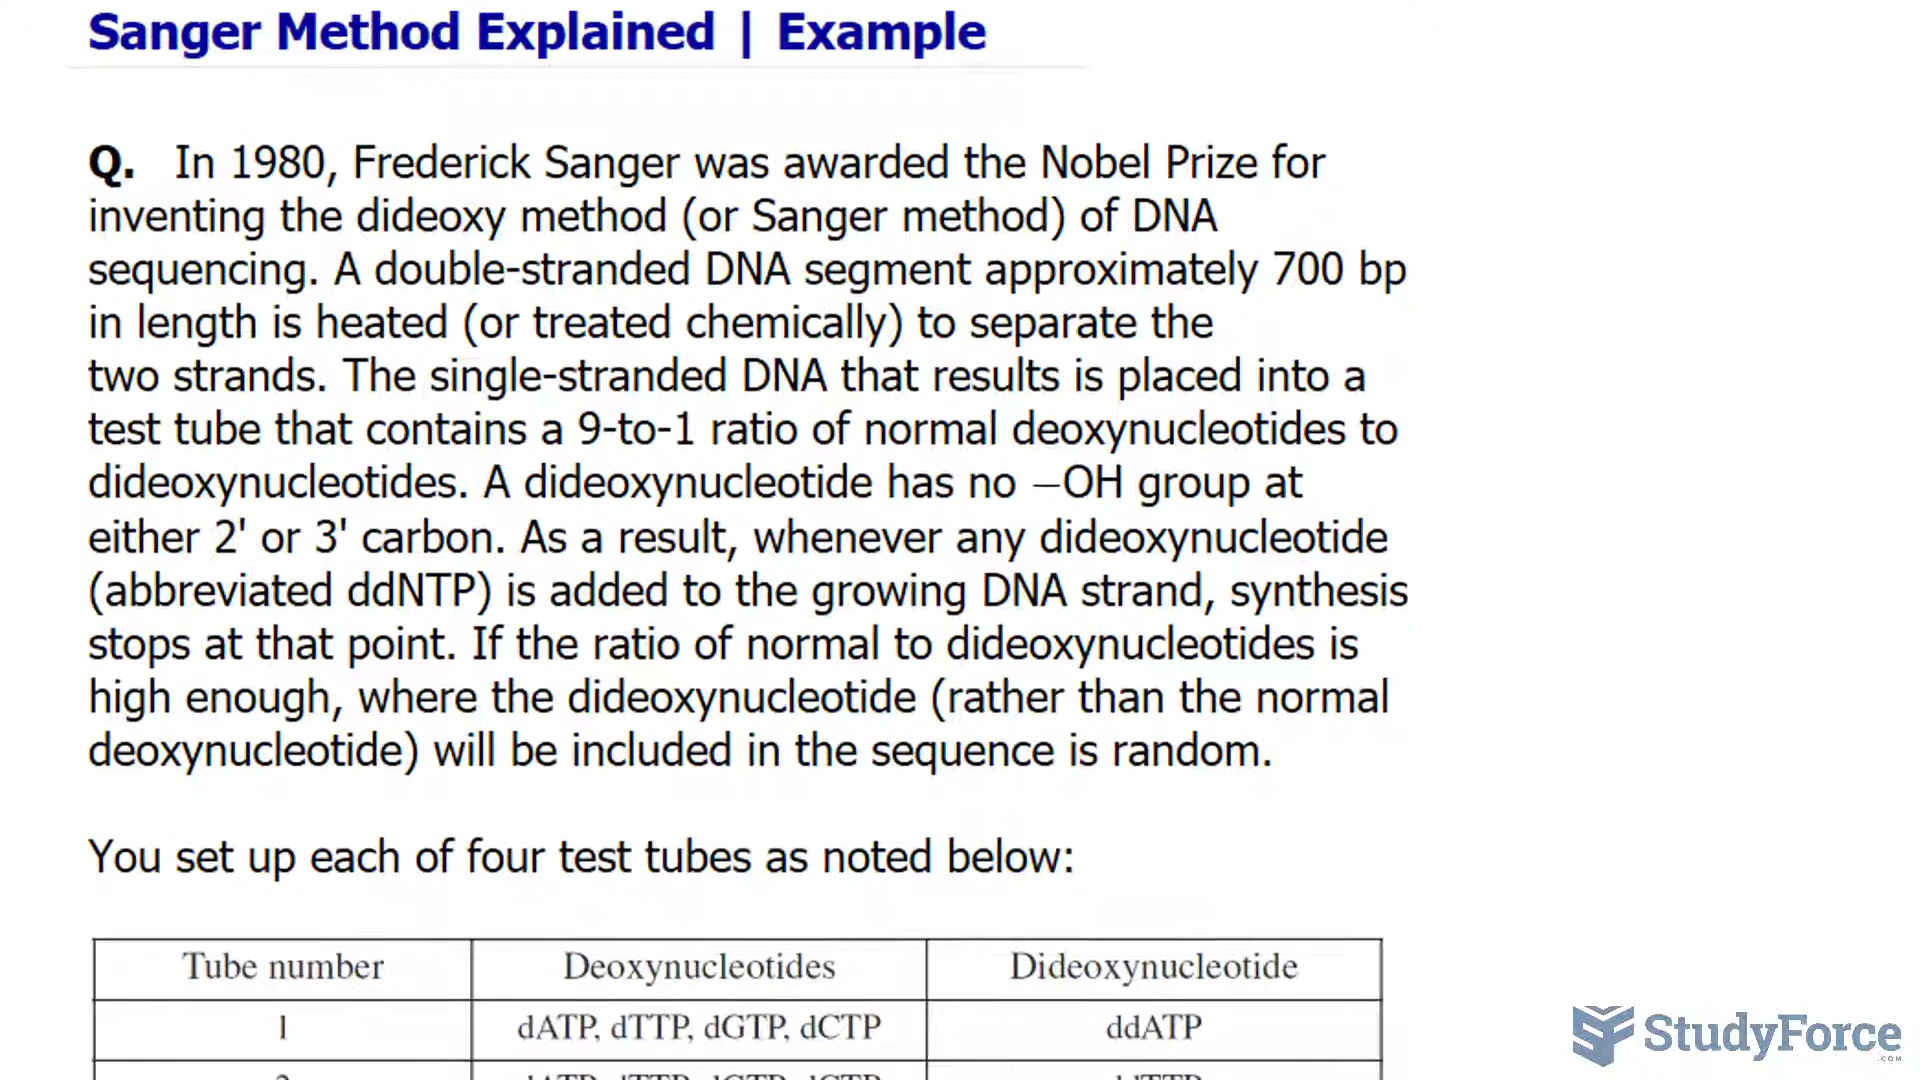 Sanger Method Explained | Example
Q. In 1980, Frederick Sanger was awarded the Nobel Prize for
inventing the dideoxy method (or Sanger method) of DNA
sequencing. A double-stranded DNA segment approximately 700 bp
in length is heated (or treated chemically) to separate the
two strands. The single-stranded DNA that results is placed into a
test tube that contains a 9-to-1 ratio of normal deoxynucleotides to
dideoxynucleotides. A dideoxynucleotide has no –OH group at
either 2' or 3' carbon. As a result, whenever any dideoxynucleotide
(abbreviated ddNTP) is added to the growing DNA strand, synthesis
stops at that point. If the ratio of normal to dideoxynucleotides is
high enough, where the dideoxynucleotide (rather than the normal
deoxynucleotide) will be included in the sequence is random.
You set up each of four test tubes as noted below:
Tube number Deoxynucleotides Dideoxynucleotide
1 dATP, dTTP, dGTP, dCTP ddATP
StudyForce
.COM